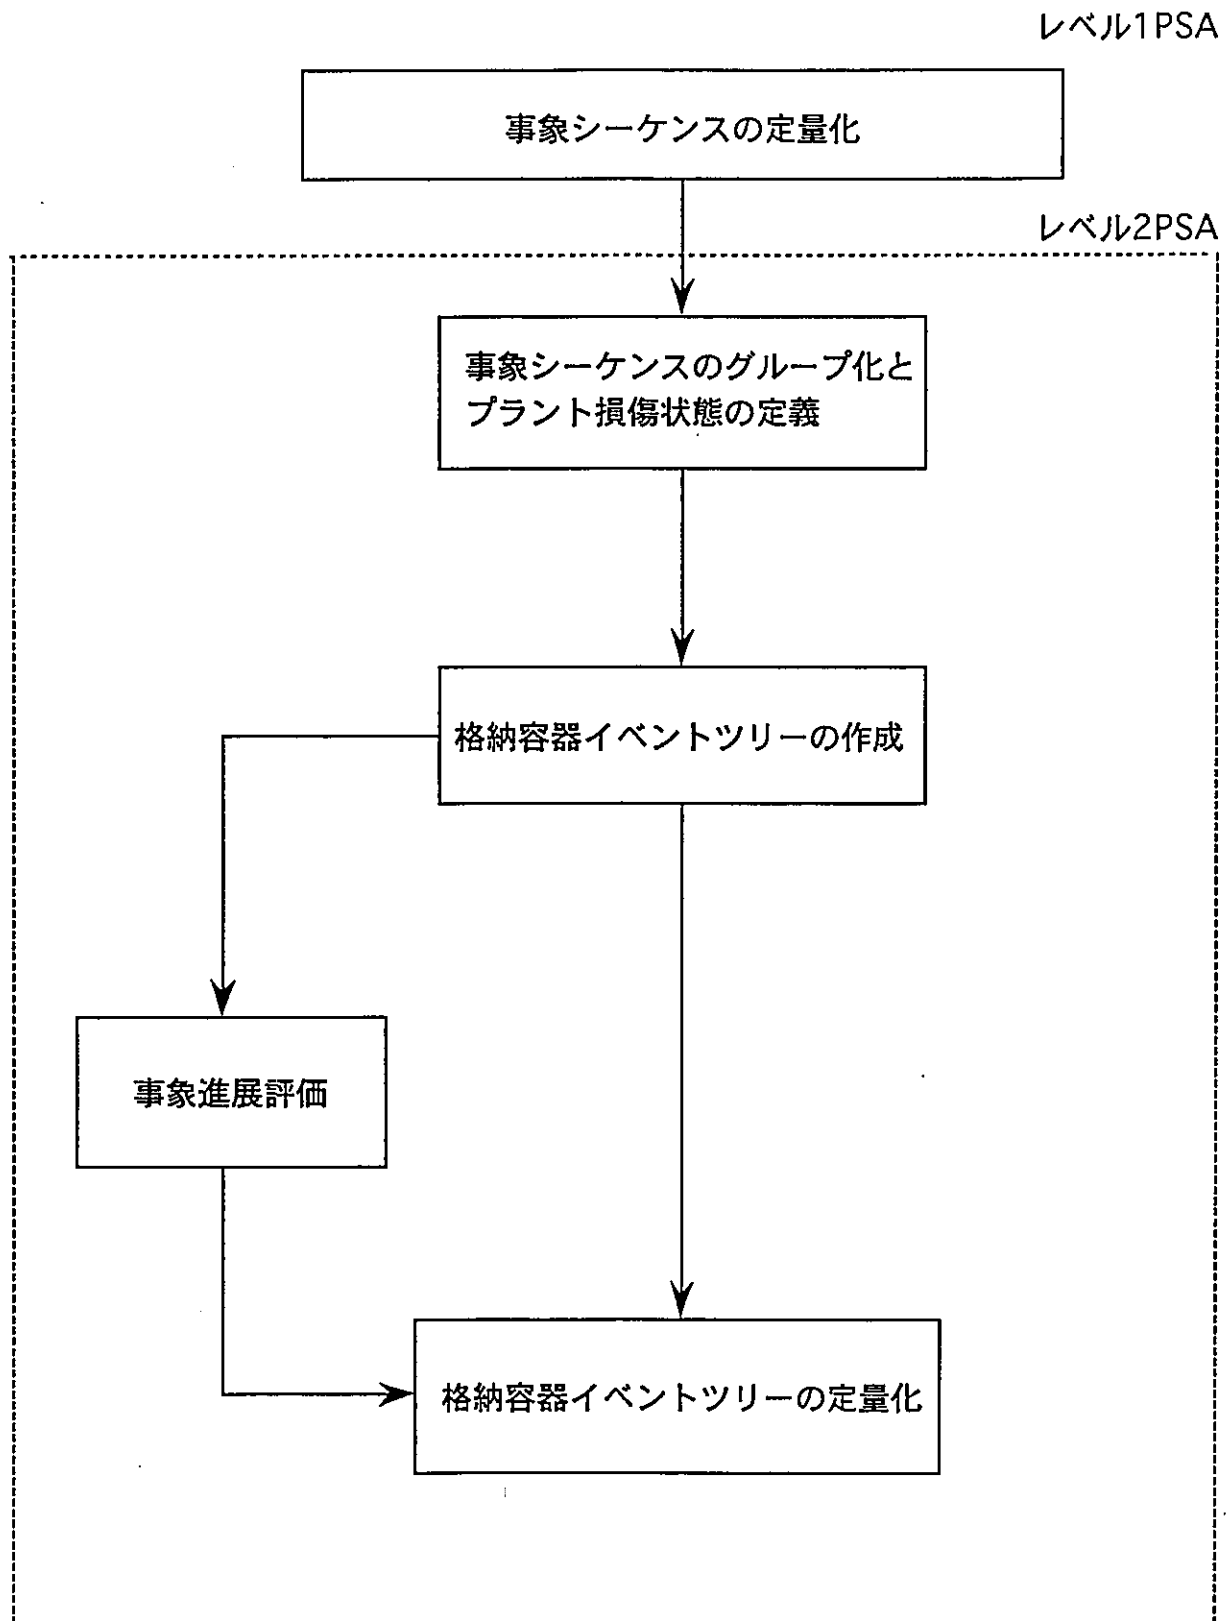 レベル1PSA
事象シーケンスの定量化
レベル2PSA
事象シーケンスのグループ化と
プラント損傷状態の定義
格納容器イベントツリーの作成
事象進展評価
格納容器イベントツリーの定量化